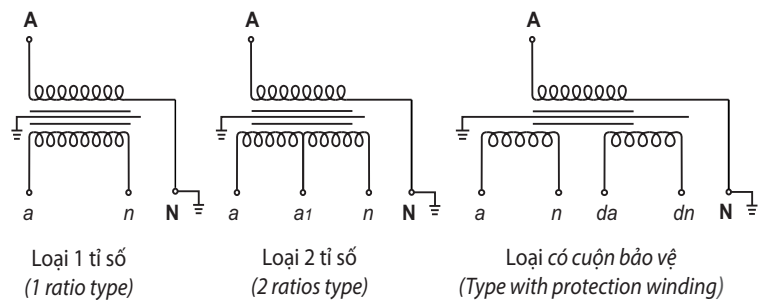 A A A
a n N a a1 n N a n da dn N
Loại 1 tỉ số
(1 ratio type)
Loại 2 tỉ số
(2 ratios type)
Loại có cuộn bảo vệ
(Type with protection winding)